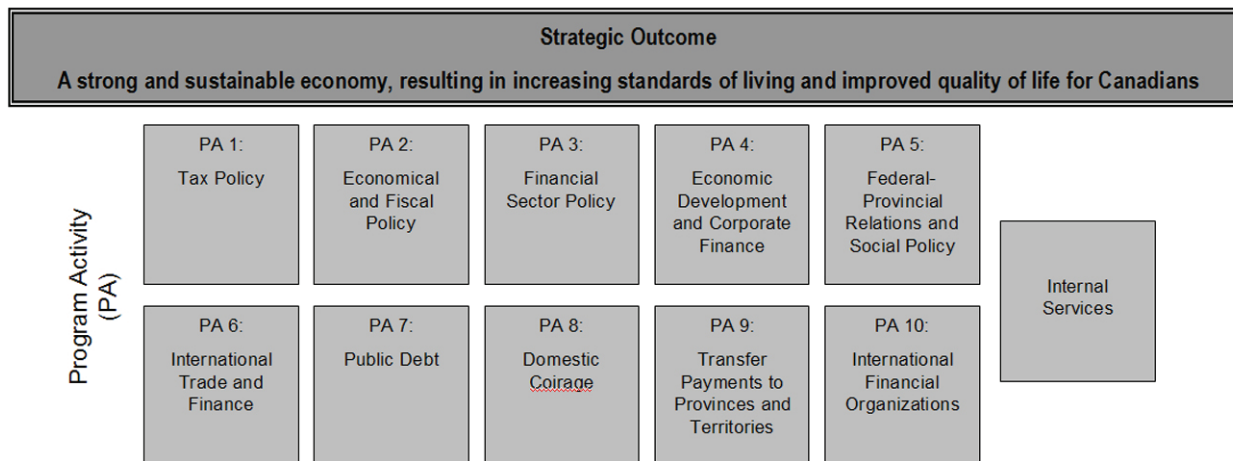 Strategic Outcome
A strong and sustainable economy, resulting in increasing standards of living and improved quality of life for Canadians
Program Activity
(PA)
PA 1:
Tax Policy
PA 2:
Economical
and Fiscal
Policy
PA 3:
Financial
Sector Policy
PA 4:
Economic
Development
and Corporate
Finance
PA 5:
Federal-
Provincial
Relations and
Social Policy
PA 6:
International
Trade and
Finance
PA 7:
Public Debt
PA 8:
Domestic
Coirage
PA 9:
Transfer
Payments to
Provinces and
Territories
PA 10:
International
Financial
Organizations
Internal
Services